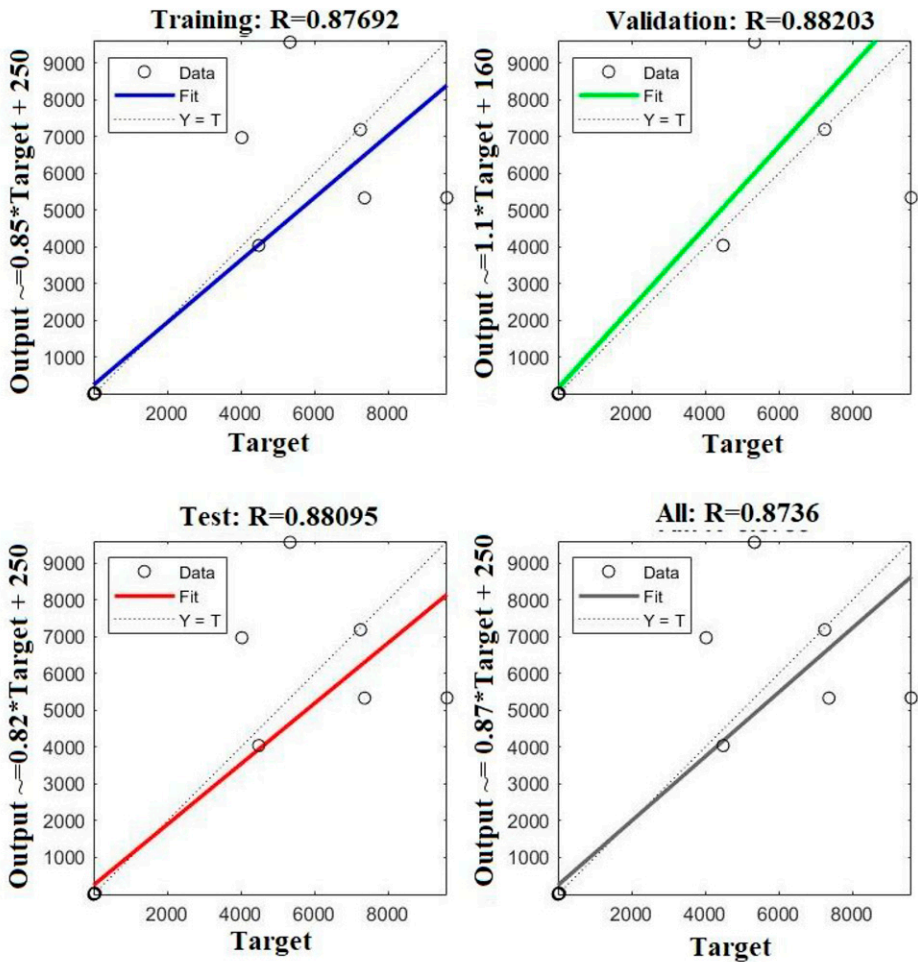 Training: R=0.87692
Output ~=0.85*Target + 250
9000
8000
7000
6000
5000
4000
3000
2000
1000
Data
Fit
Y = T
2000 4000 6000 8000
Target
Validation: R=0.88203
Output ~=1.1*Target + 160
9000
8000
7000
6000
5000
4000
3000
2000
1000
Data
Fit
Y = T
2000 4000 6000 8000
Target
Test: R=0.88095
Output ~=0.82*Target + 250
9000
8000
7000
6000
5000
4000
3000
2000
1000
Data
Fit
Y = T
2000 4000 6000 8000
Target
All: R=0.8736
Output ~= 0.87*Target + 250
9000
8000
7000
6000
5000
4000
3000
2000
1000
Data
Fit
Y = T
2000 4000 6000 8000
Target